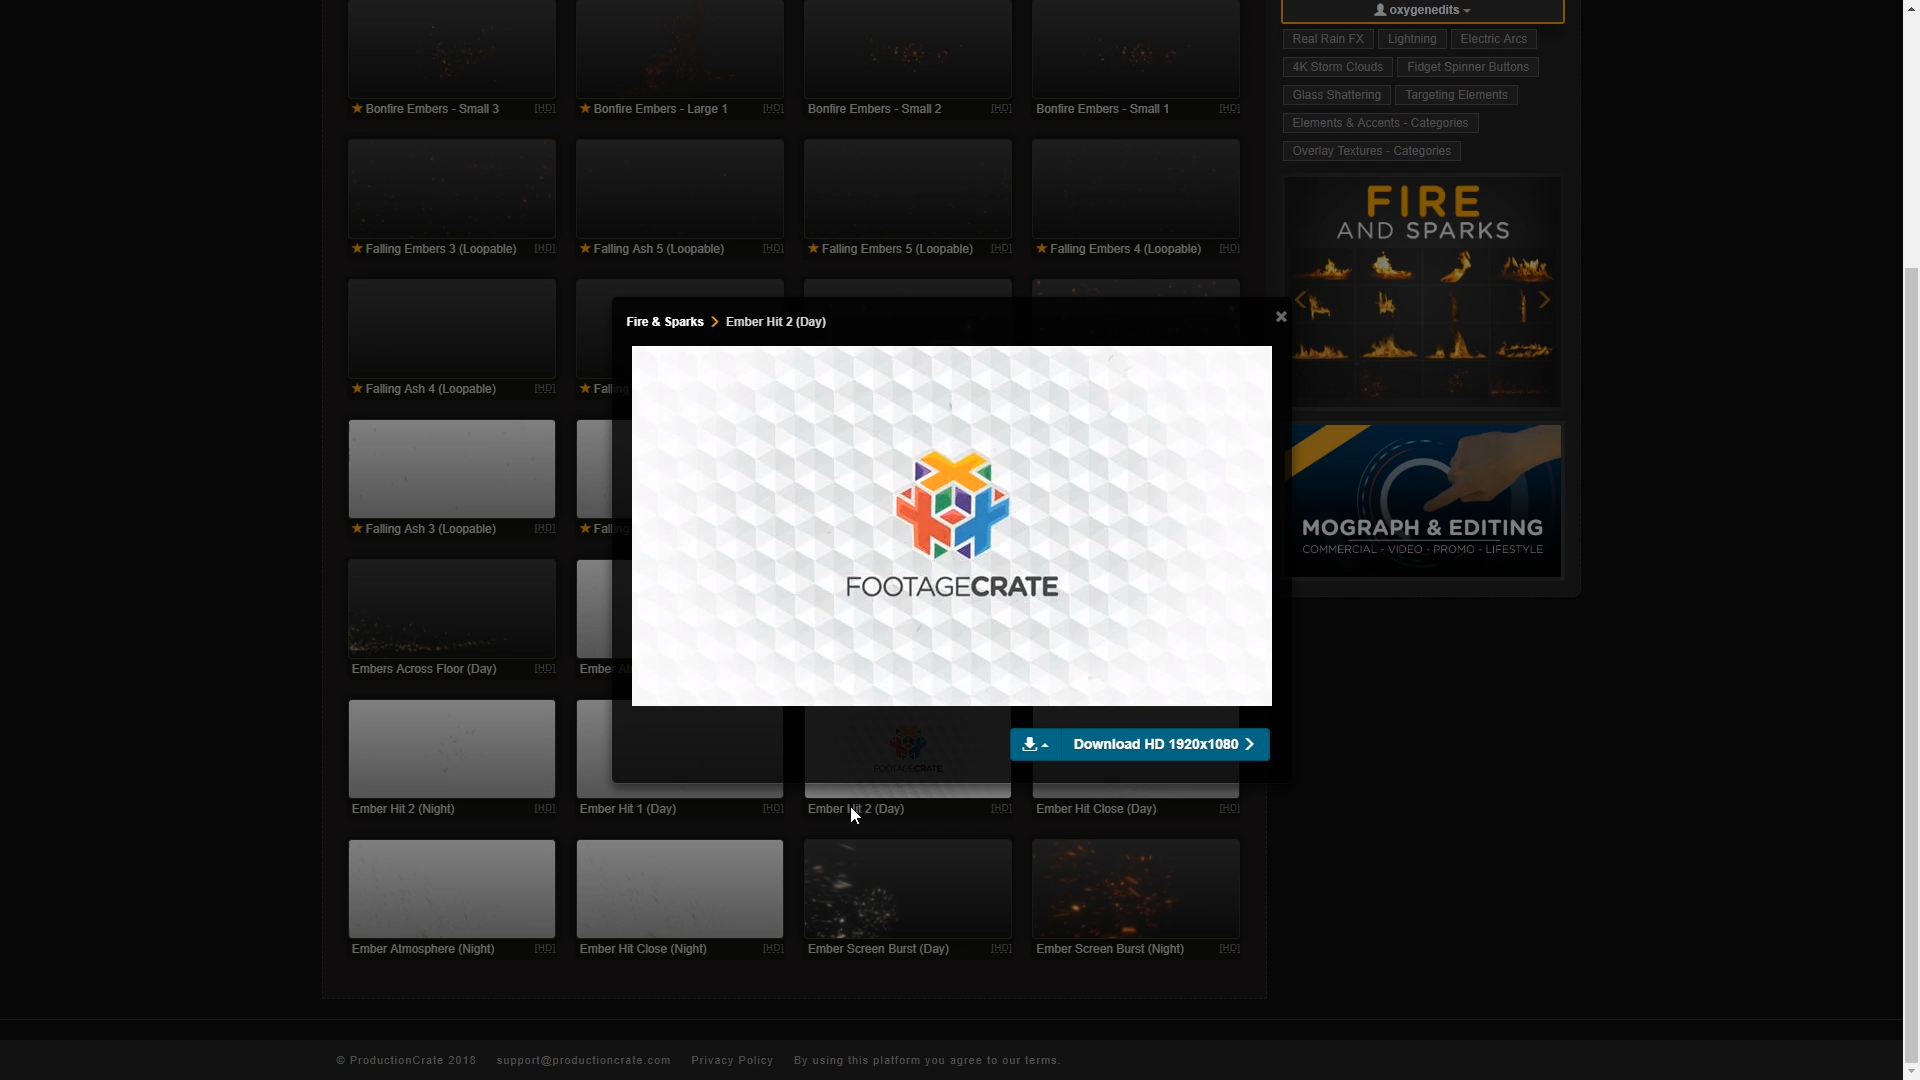 oxygenedits
Real Rain FX Lightning Electric Arcs
4K Storm Clouds Fidget Spinner Buttons
Glass Shattering Targeting Elements
Elements & Accents - Categories
Overlay Textures - Categories
Bonfire Embers - Small 3 [HD] Bonfire Embers - Large 1 [HD] Bonfire Embers - Small 2 [HD] Bonfire Embers - Small 1 [HD]
Falling Embers 3 (Loopable) [HD] Falling Ash 5 (Loopable) [HD] Falling Embers 5 (Loopable) [HD] Falling Embers 4 (Loopable) [HD]
FIRE
AND SPARKS
Fire & Sparks Ember Hit 2 (Day) ×
Falling Ash 4 (Loopable) [HD] Falling
FOOTAGECRATE
Falling Ash 3 (Loopable) [HD] Falling
MOGRAPH & EDITING
COMMERCIAL - VIDEO - PROMO - LIFESTYLE
Embers Across Floor (Day) [HD] Ember
Download HD 1920x1080
FOOTAGECRATE
Ember Hit 2 (Night) [HD] Ember Hit 1 (Day) [HD] Ember Hit 2 (Day) [HD] Ember Hit Close (Day) [HD]
Ember Atmosphere (Night) [HD] Ember Hit Close (Night) [HD] Ember Screen Burst (Day) [HD] Ember Screen Burst (Night) [HD]
© ProductionCrate 2018 support@productioncrate.com Privacy Policy By using this platform you agree to our terms.